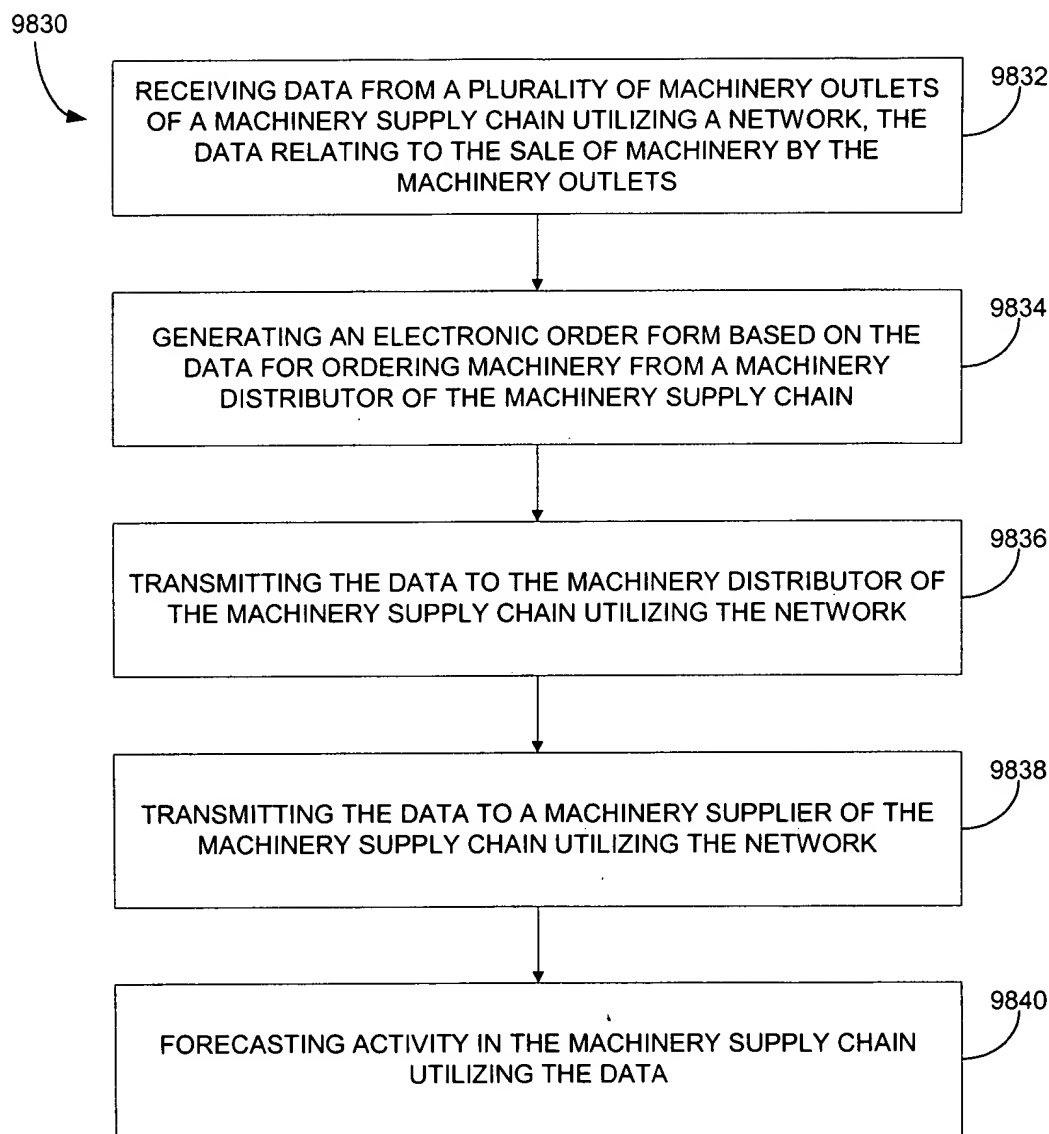 9830
9832
RECEIVING DATA FROM A PLURALITY OF MACHINERY OUTLETS
OF A MACHINERY SUPPLY CHAIN UTILIZING A NETWORK, THE
DATA RELATING TO THE SALE OF MACHINERY BY THE
MACHINERY OUTLETS
9834
GENERATING AN ELECTRONIC ORDER FORM BASED ON THE
DATA FOR ORDERING MACHINERY FROM A MACHINERY
DISTRIBUTOR OF THE MACHINERY SUPPLY CHAIN
9836
TRANSMITTING THE DATA TO THE MACHINERY DISTRIBUTOR OF
THE MACHINERY SUPPLY CHAIN UTILIZING THE NETWORK
9838
TRANSMITTING THE DATA TO A MACHINERY SUPPLIER OF THE
MACHINERY SUPPLY CHAIN UTILIZING THE NETWORK
9840
FORECASTING ACTIVITY IN THE MACHINERY SUPPLY CHAIN
UTILIZING THE DATA